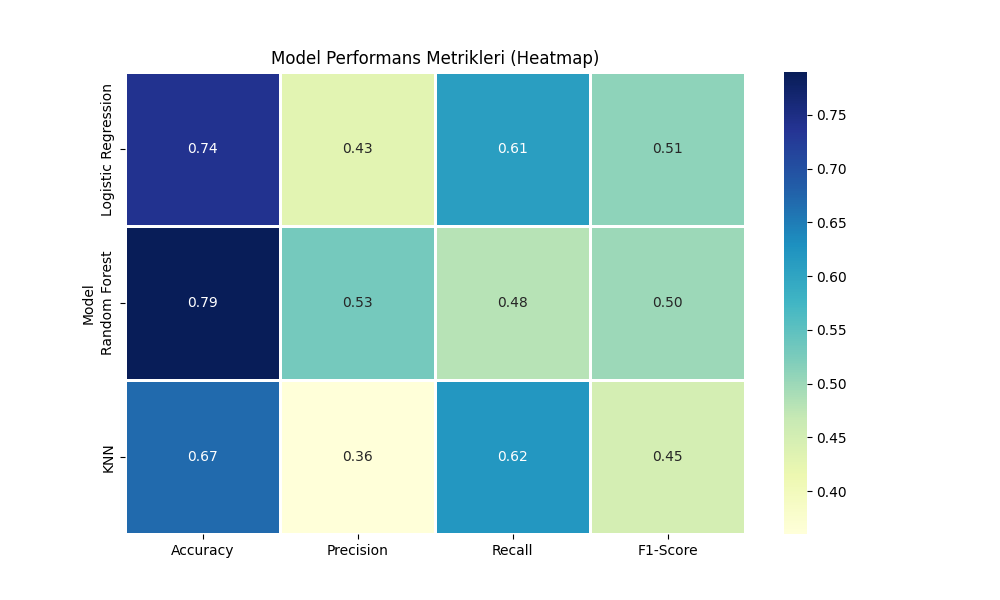 Model Performans Metrikleri (Heatmap)
Model
Logistic Regression
0.74 0.43 0.61 0.51
Random Forest
0.79 0.53 0.48 0.50
KNN
0.67 0.36 0.62 0.45
Accuracy Precision Recall F1-Score
0.75
0.70
0.65
0.60
0.55
0.50
0.45
0.40